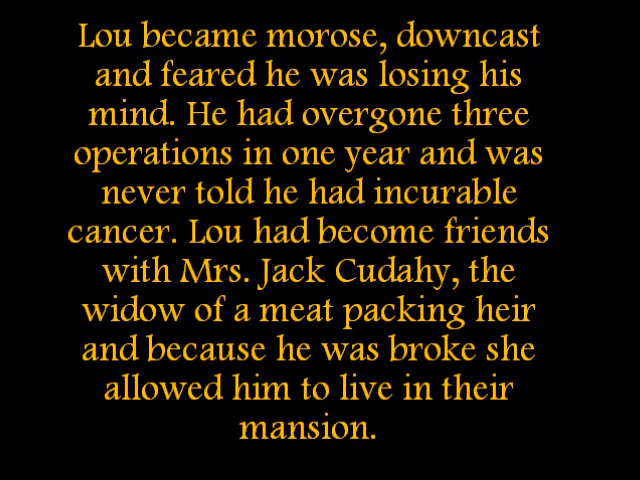 Lou became morose, downcast
and feared he was losing his
mind. He had overgone three
operations in one year and was
never told he had incurable
cancer. Lou had become friends
with Mrs. Jack Cudahy, the
widow of a meat packing heir
and because he was broke she
allowed him to live in their
mansion.